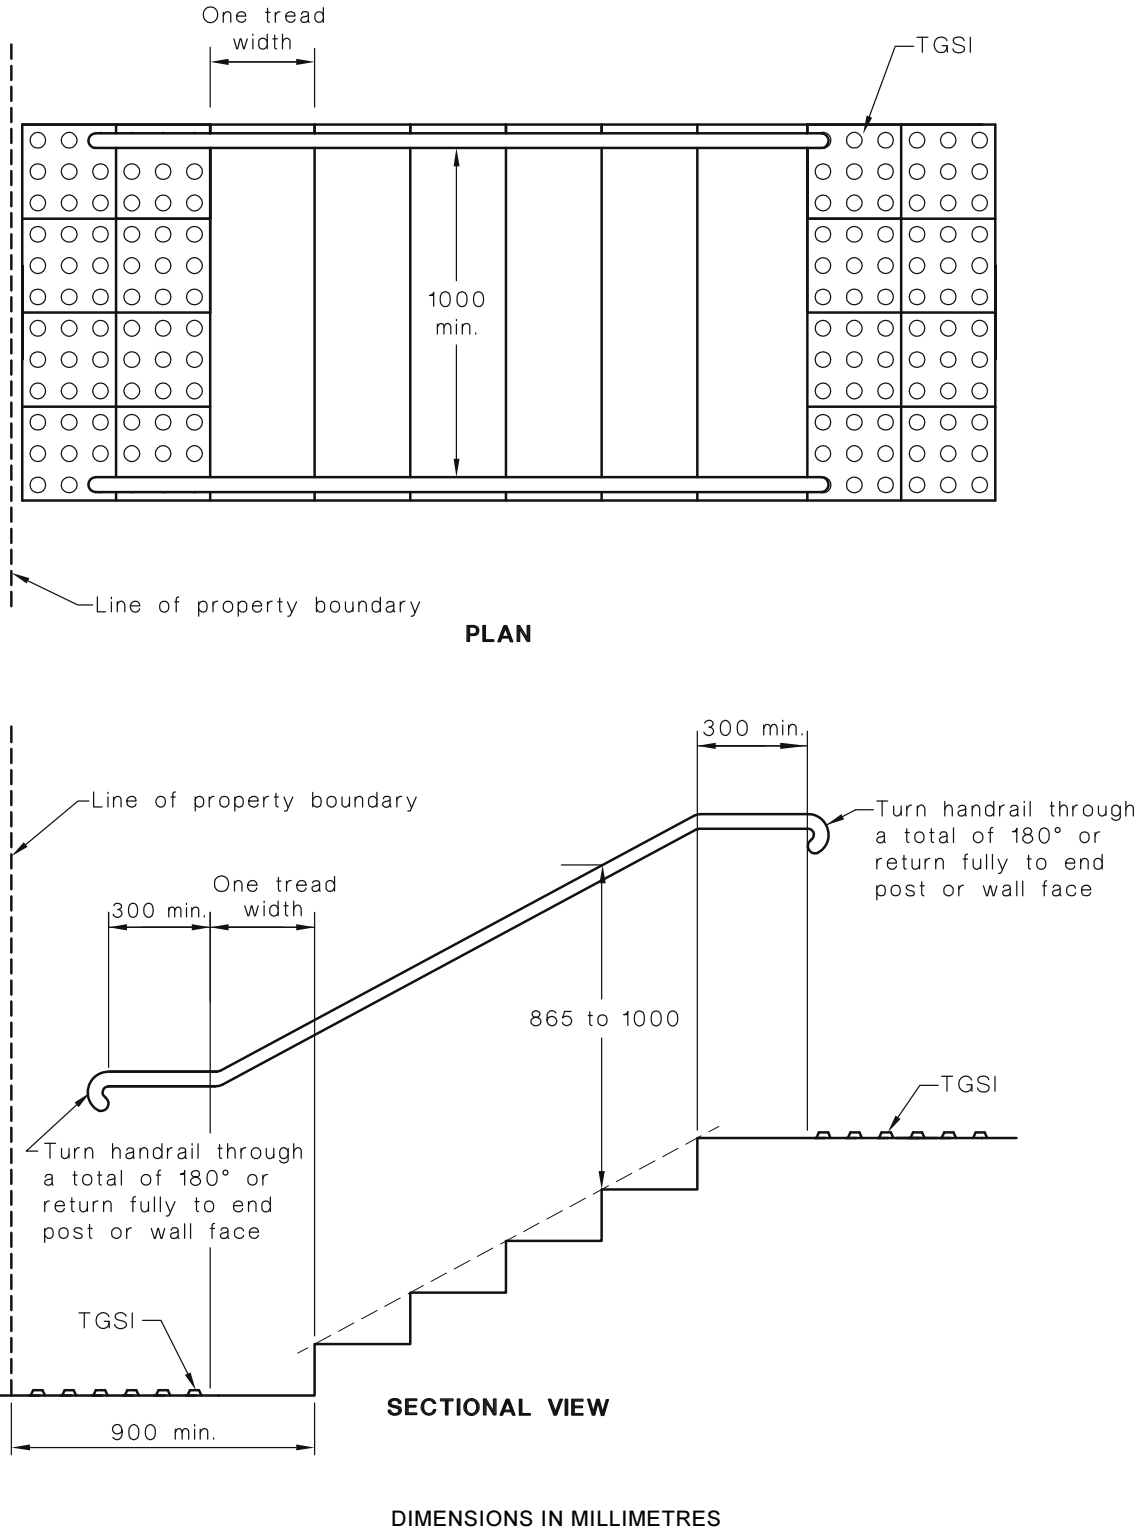 One tread
width
TGSI
1000
min.
Line of property boundary
PLAN
300 min.
Line of property boundary
Turn handrail through
a total of 180° or
return fully to end
post or wall face
One tread
width
300 min.
865 to 1000
TGSI
Turn handrail through
a total of 180° or
return fully to end
post or wall face
TGSI
SECTIONAL VIEW
900 min.
DIMENSIONS IN MILLIMETRES